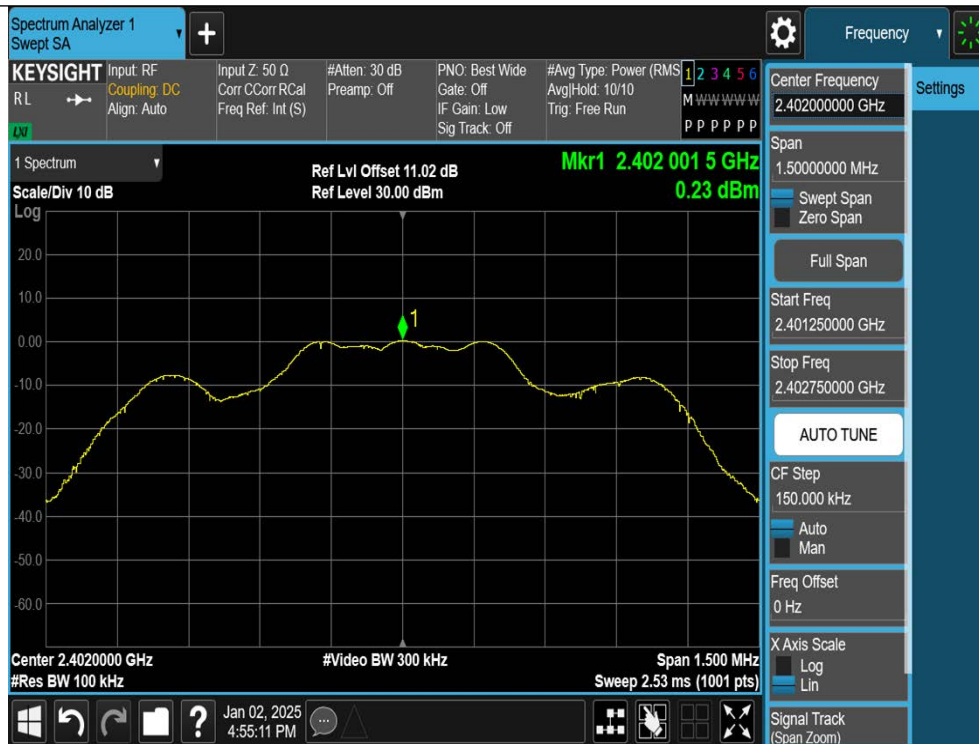 Spectrum Analyzer 1
Swept SA
+
Frequency
KEYSIGHT
R L
LXI
Input: RF
Coupling: DC
Align: Auto
Input Z: 50 Ω
Corr CCorr RCal
Freq Ref: Int (S)
#Atten: 30 dB
Preamp: Off
PNO: Best Wide
Gate: Off
IF Gain: Low
Sig Track: Off
#Avg Type: Power (RMS
Avg|Hold: 10/10
Trig: Free Run
1 2 3 4 5 6
M W W W W W
P P P P P P
1 Spectrum
Scale/Div 10 dB
Log
Ref Lvl Offset 11.02 dB
Ref Level 30.00 dBm
Mkr1 2.402 001 5 GHz
0.23 dBm
20.0
10.0
0.00
-10.0
-20.0
-30.0
-40.0
-50.0
-60.0
1
Center 2.4020000 GHz
#Res BW 100 kHz
#Video BW 300 kHz
Span 1.500 MHz
Sweep 2.53 ms (1001 pts)
Center Frequency
2.402000000 GHz
Span
1.50000000 MHz
Swept Span
Zero Span
Full Span
Start Freq
2.401250000 GHz
Stop Freq
2.402750000 GHz
AUTO TUNE
CF Step
150.000 kHz
Auto
Man
Freq Offset
0 Hz
X Axis Scale
Log
Lin
Signal Track
(Span Zoom)
Settings
?
Jan 02, 2025
4:55:11 PM